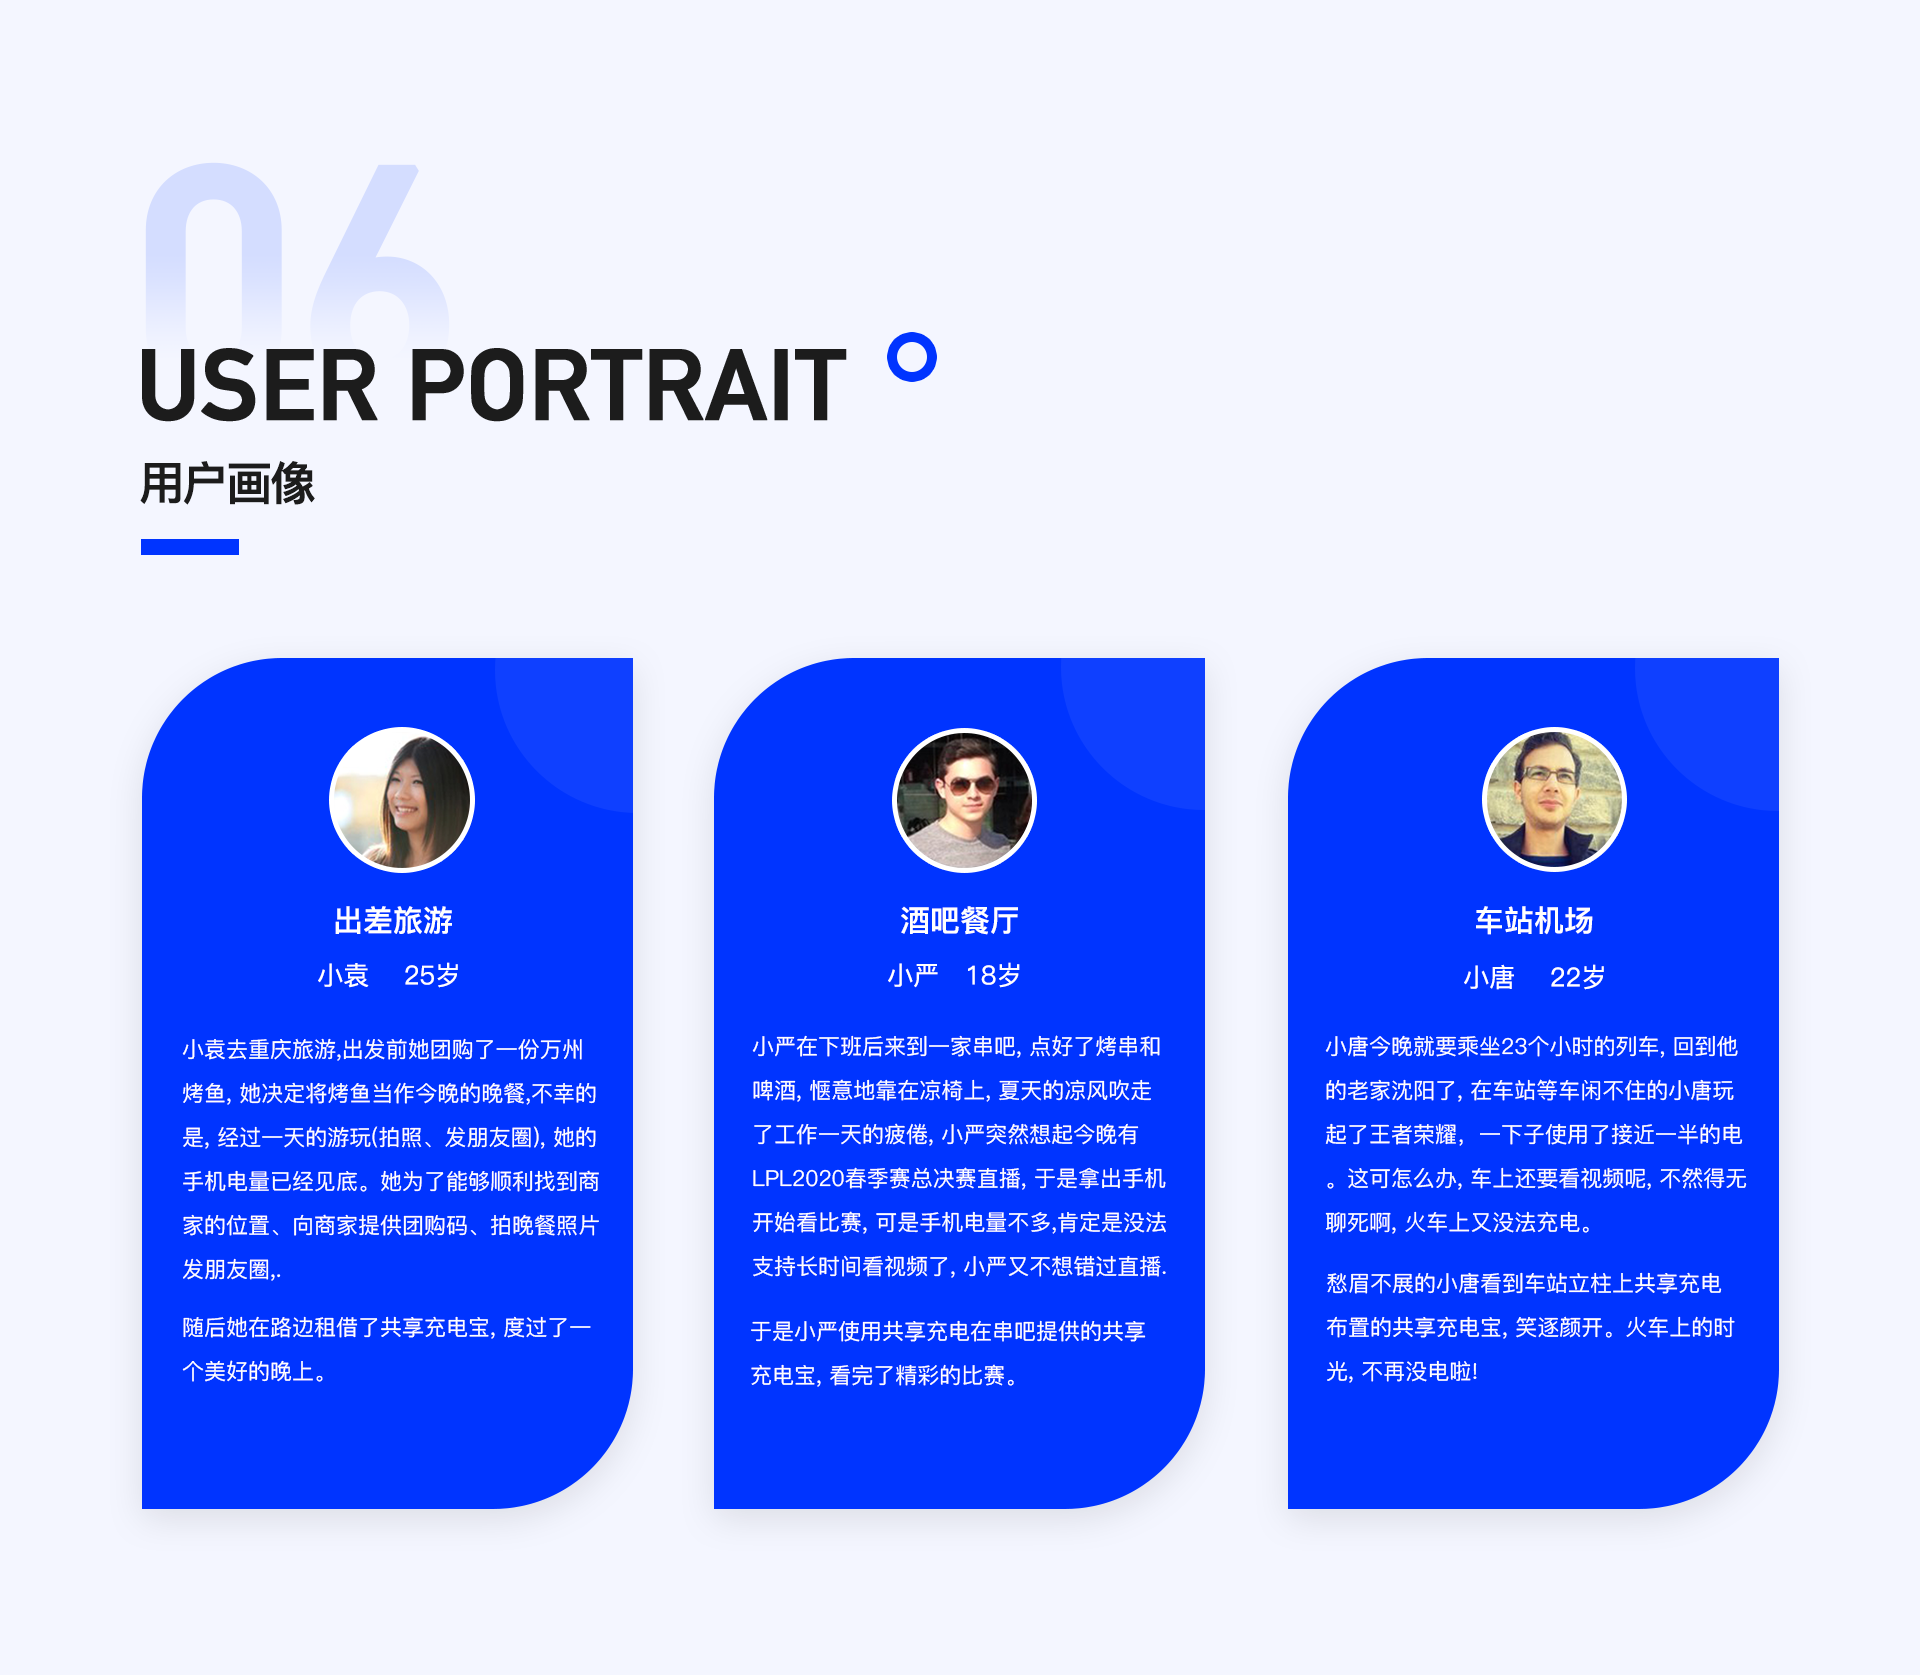 06
USER PORTRAIT
用户画像
出差旅游
小袁 25岁
小袁去重庆旅游,出发前她团购了一份万州
烤鱼, 她决定将烤鱼当作今晚的晚餐,不幸的
是, 经过一天的游玩(拍照、发朋友圈), 她的
手机电量已经见底。她为了能够顺利找到商
家的位置、向商家提供团购码、拍晚餐照片
发朋友圈,.
随后她在路边租借了共享充电宝, 度过了一
个美好的晚上。
酒吧餐厅
小严 18岁
小严在下班后来到一家串吧, 点好了烤串和
啤酒, 惬意地靠在凉椅上, 夏天的凉风吹走
了工作一天的疲倦, 小严突然想起今晚有
LPL2020春季赛总决赛直播, 于是拿出手机
开始看比赛, 可是手机电量不多,肯定是没法
支持长时间看视频了, 小严又不想错过直播.
于是小严使用共享充电在串吧提供的共享
充电宝, 看完了精彩的比赛。
车站机场
小唐 22岁
小唐今晚就要乘坐23个小时的列车, 回到他
的老家沈阳了, 在车站等车闲不住的小唐玩
起了王者荣耀，一下子使用了接近一半的电
。这可怎么办, 车上还要看视频呢, 不然得无
聊死啊, 火车上又没法充电。
愁眉不展的小唐看到车站立柱上共享充电
布置的共享充电宝, 笑逐颜开。火车上的时
光, 不再没电啦!